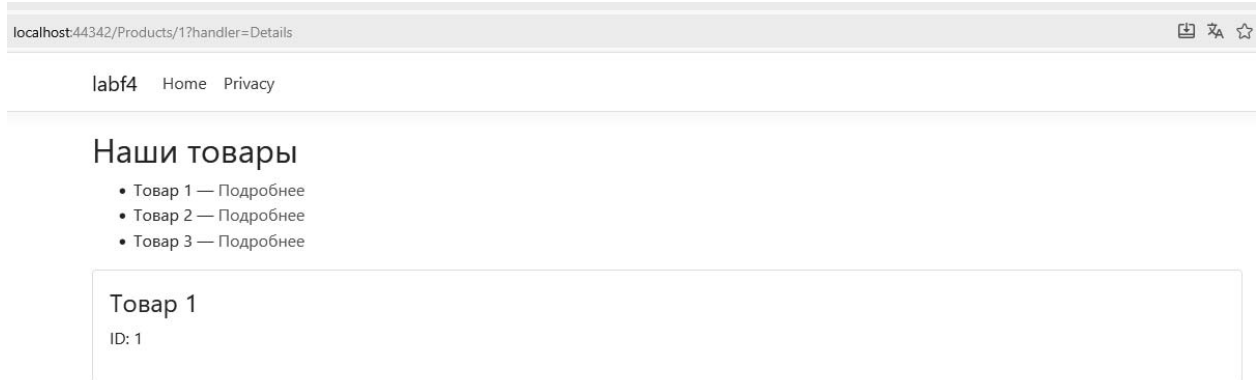 localhost:44342/Products/1?handler=Details
labf4 Home Privacy
Наши товары
• Товар 1 — Подробнее
• Товар 2 — Подробнее
• Товар 3 — Подробнее
Товар 1
ID: 1